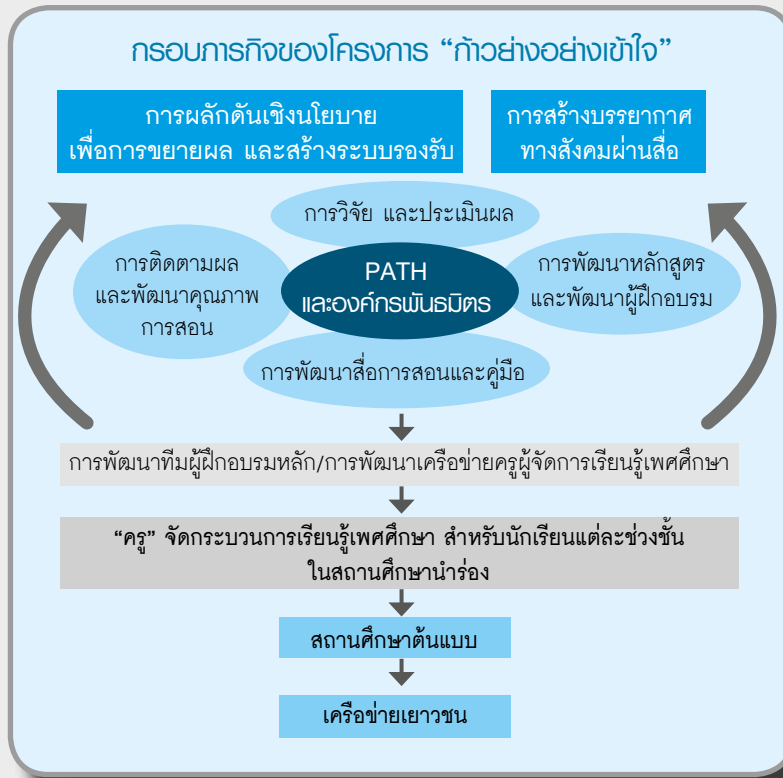 กรอบภารกิจของโครงการ “ก้าวย่างอย่างเข้าใจ”
การผลักดันเชิงนโยบาย
เพื่อการขยายผล และสร้างระบบรองรับ
การสร้างบรรยากาศ
ทางสังคมผ่านสื่อ
การวิจัย และประเมินผล
การติดตามผล
และพัฒนาคุณภาพ
การสอน
PATH
และองค์กรพันธมิตร
การพัฒนาหลักสูตร
และพัฒนาผู้ฝึกอบรม
การพัฒนาสื่อการสอนและคู่มือ
การพัฒนาทีมผู้ฝึกอบรมหลัก/การพัฒนาเครือข่ายครูผู้จัดการเรียนรู้เพศศึกษา
“ครู” จัดกระบวนการเรียนรู้เพศศึกษา สำหรับนักเรียนแต่ละช่วงชั้น
ในสถานศึกษานำร่อง
สถานศึกษาต้นแบบ
เครือข่ายเยาวชน